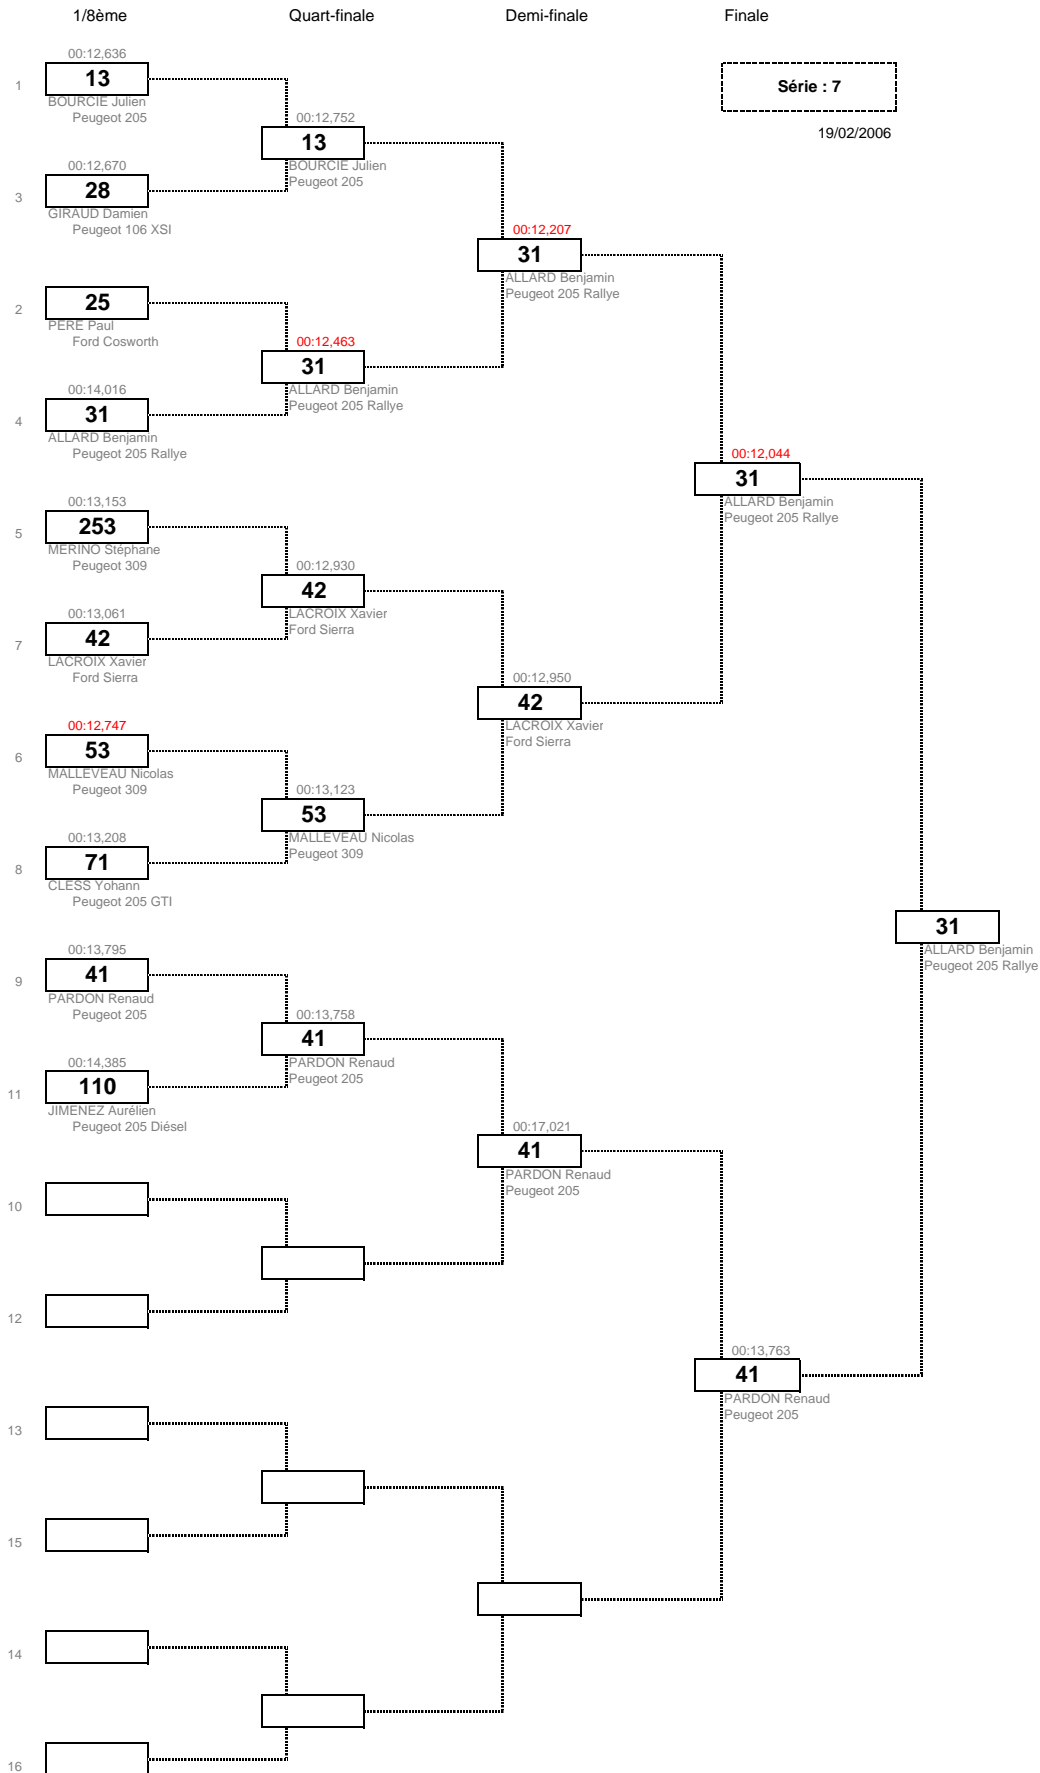 1/8ème
Quart-finale
Demi-finale
Finale
Série : 7
19/02/2006
00:12,636
1
13
BOURCIE Julien
Peugeot 205
00:12,752
13
BOURCIE Julien
Peugeot 205
00:12,670
3
28
GIRAUD Damien
Peugeot 106 XSI
00:12,207
31
ALLARD Benjamin
Peugeot 205 Rallye
2
25
PERE Paul
Ford Cosworth
00:12,463
31
ALLARD Benjamin
Peugeot 205 Rallye
00:14,016
4
31
ALLARD Benjamin
Peugeot 205 Rallye
00:12,044
31
ALLARD Benjamin
Peugeot 205 Rallye
00:13,153
5
253
MERINO Stéphane
Peugeot 309
00:12,930
42
LACROIX Xavier
Ford Sierra
00:13,061
7
42
LACROIX Xavier
Ford Sierra
00:12,950
42
LACROIX Xavier
Ford Sierra
00:12,747
6
53
MALLEVEAU Nicolas
Peugeot 309
00:13,123
53
MALLEVEAU Nicolas
Peugeot 309
00:13,208
8
71
CLESS Yohann
Peugeot 205 GTI
31
ALLARD Benjamin
Peugeot 205 Rallye
00:13,795
9
41
PARDON Renaud
Peugeot 205
00:13,758
41
PARDON Renaud
Peugeot 205
00:14,385
11
110
JIMENEZ Aurélien
Peugeot 205 Diésel
00:17,021
41
PARDON Renaud
Peugeot 205
10
12
00:13,763
41
PARDON Renaud
Peugeot 205
13
15
14
16